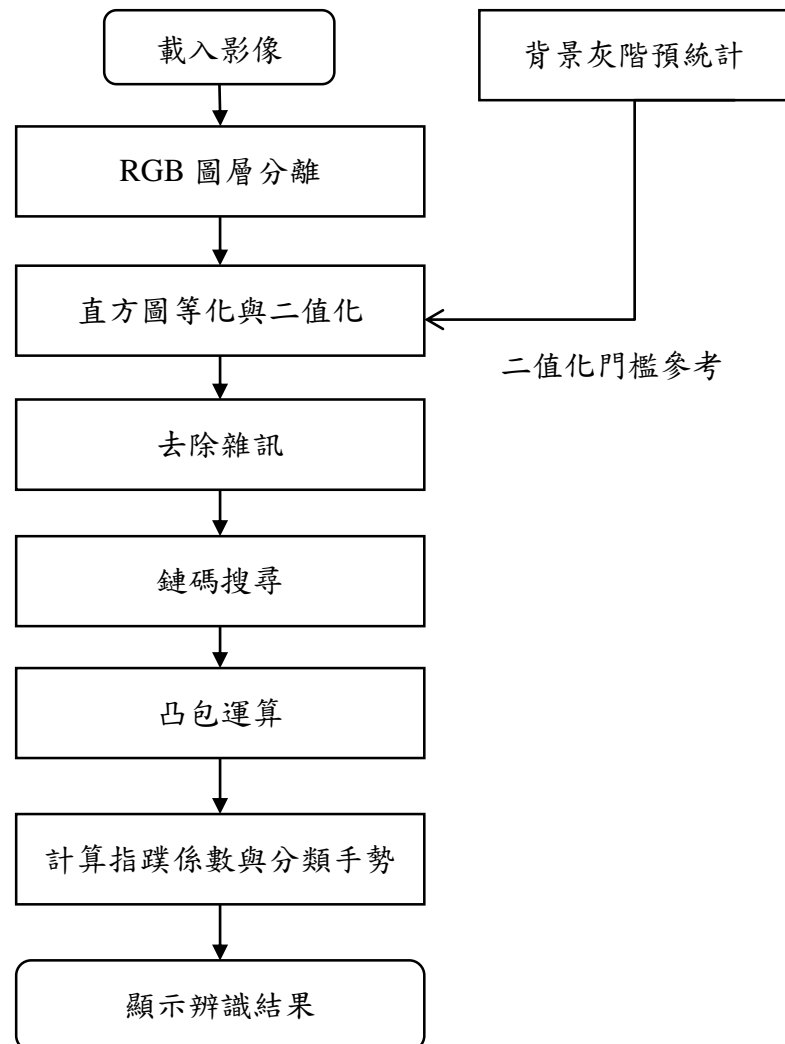 載入影像
背景灰階預統計
RGB 圖層分離
直方圖等化與二值化
二值化門檻參考
去除雜訊
鏈碼搜尋
凸包運算
計算指蹼係數與分類手勢
顯示辨識結果